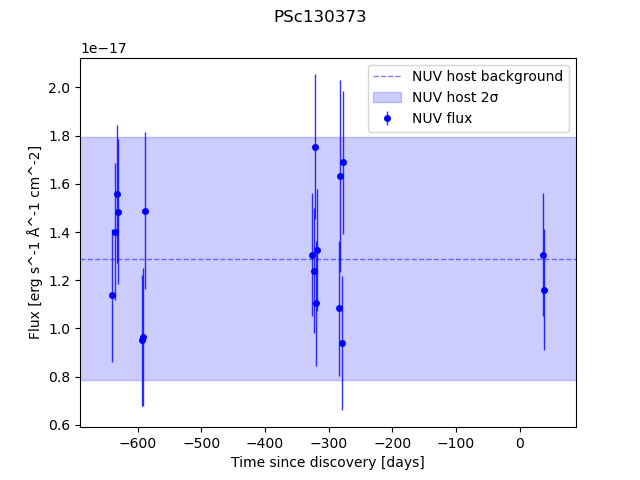 PSc130373
1e−17
NUV host background
NUV host 2σ
NUV flux
2.0
1.8
1.6
1.4
1.2
1.0
0.8
0.6
Flux [erg s^-1 Å^-1 cm^-2]
−600 −500 −400 −300 −200 −100 0
Time since discovery [days]